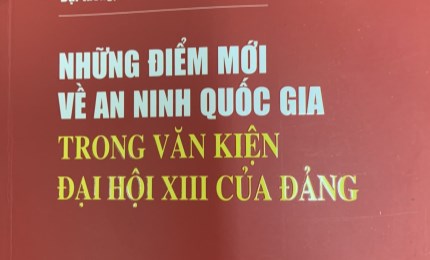 NHỮNG ĐIỂM MỚI
VỀ AN NINH QUỐC GIA
TRONG VĂN KIỆN
ĐẠI HỘI XIII CỦA ĐẢNG